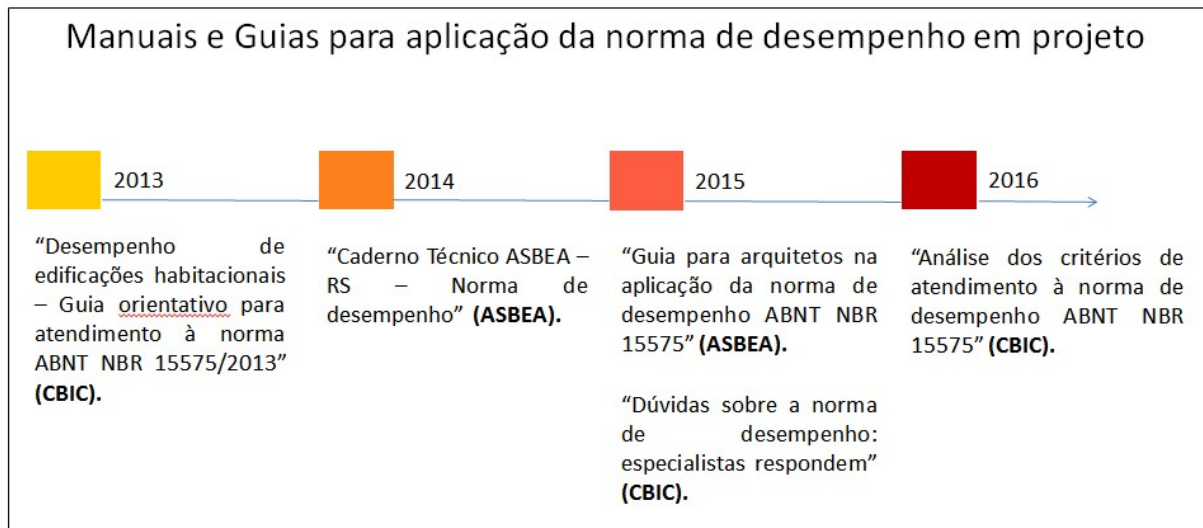 Manuais e Guias para aplicação da norma de desempenho em projeto
2013
2014
2015
2016
“Desempenho de
edificações habitacionais
– Guia orientativo para
atendimento à norma
ABNT NBR 15575/2013”
(CBIC).
“Caderno Técnico ASBEA –
RS – Norma de
desempenho” (ASBEA).
“Guia para arquitetos na
aplicação da norma de
desempenho ABNT NBR
15575” (ASBEA).
“Dúvidas sobre a norma
de desempenho:
especialistas respondem”
(CBIC).
“Análise dos critérios de
atendimento à norma de
desempenho ABNT NBR
15575” (CBIC).